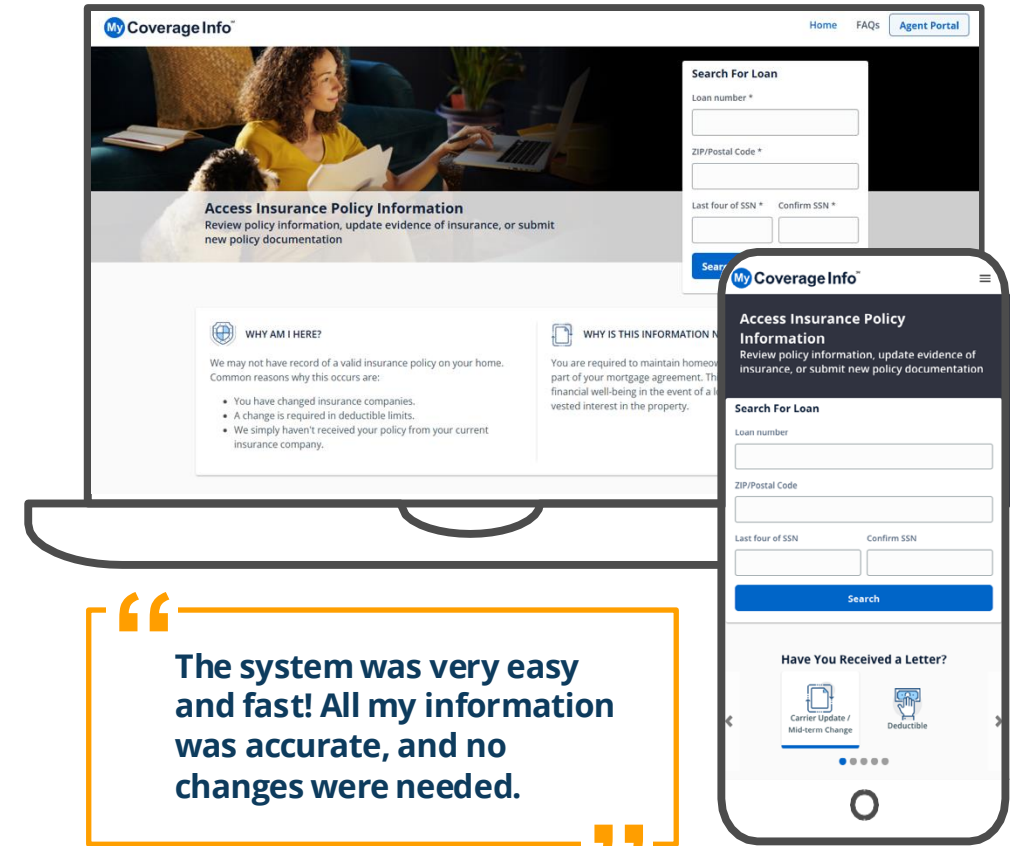 My Coverage Info™
Home FAQs Agent Portal
Search For Loan
Loan number *
ZIP/Postal Code *
Last four of SSN * Confirm SSN *
Access Insurance Policy Information
Review policy information, update evidence of insurance, or submit
new policy documentation
WHY AM I HERE?
We may not have record of a valid insurance policy on your home.
Common reasons why this occurs are:
• You have changed insurance companies.
• A change is required in deductible limits.
• We simply haven't received your policy from your current
insurance company.
WHY IS THIS INFORMATION
You are required to maintain
part of your mortgage agreement.
financial well-being in the event of a
vested interest in the property.
My Coverage Info™
Access Insurance Policy
Information
Review policy information, update evidence of
insurance, or submit new policy documentation
Search For Loan
Loan number
ZIP/Postal Code
Last four of SSN Confirm SSN
Search
Have You Received a Letter?
Carrier Update /
Mid-term Change
Deductible
“
The system was very easy
and fast! All my information
was accurate, and no
changes were needed.
”